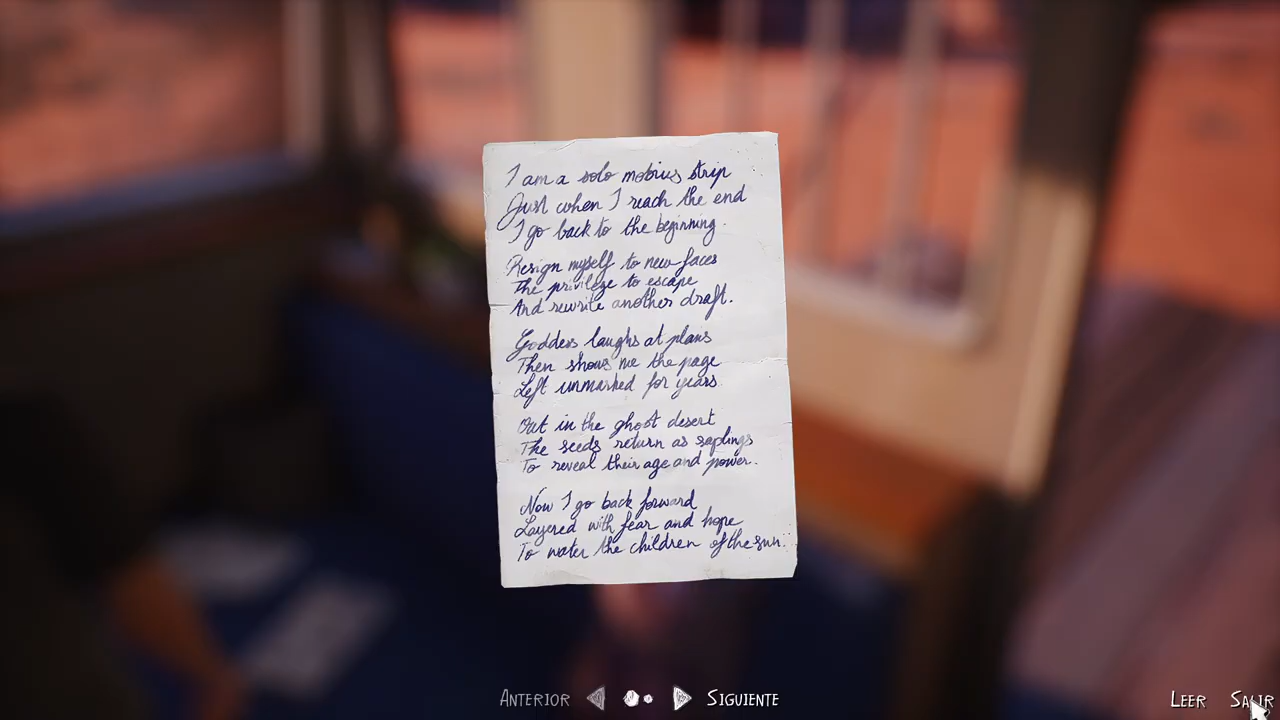 I am a solo mobius strip
Just when I reach the end
I go back to the beginning.
Resign myself to new faces
The privilege to escape
And rewrite another draft.
Goddess laughs at plans
Then shows me the page
Left unmarked for years.
Out in the ghost desert
The seeds return as saplings
To reveal their age and power.
Now I go back forward
Layered with fear and hope
To water the children of the sun.
ANTERIOR SIGUIENTE
LEER SALIR